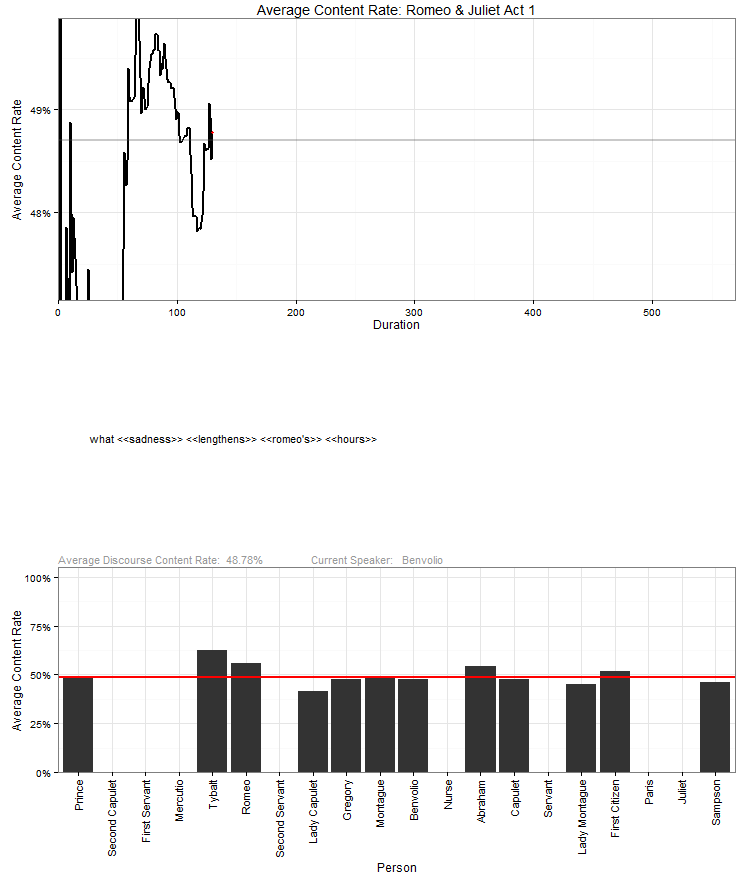 Average Content Rate: Romeo & Juliet Act 1
Average Content Rate
49%
48%
0 100 200 300 400 500
Duration
what <<sadness>> <<lengthens>> <<romeo's>> <<hours>>
Average Discourse Content Rate: 48.78% Current Speaker: Benvolio
Average Content Rate
100%
75%
50%
25%
0%
Prince
Second Capulet
First Servant
Mercutio
Tybalt
Romeo
Second Servant
Lady Capulet
Gregory
Montague
Benvolio
Nurse
Abraham
Capulet
Servant
Lady Montague
First Citizen
Paris
Juliet
Sampson
Person